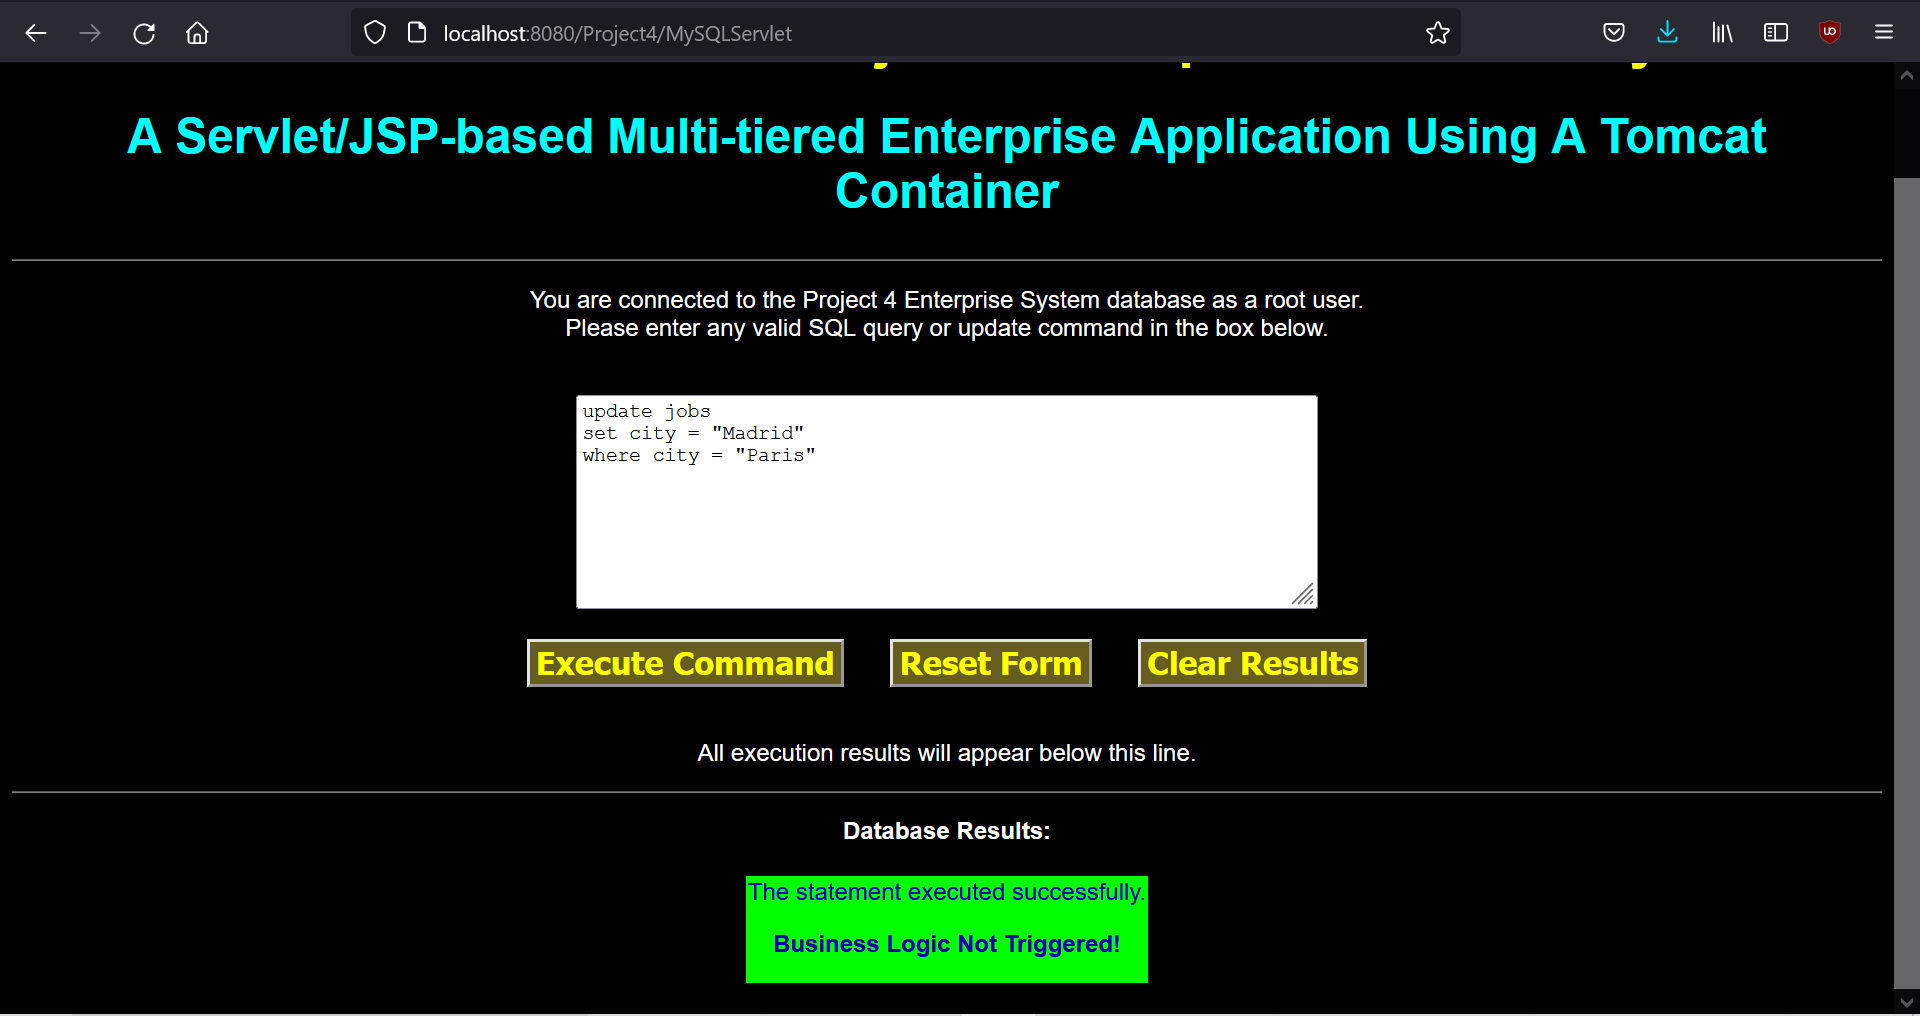 localhost:8080/Project4/MySQLServlet
A Servlet/JSP-based Multi-tiered Enterprise Application Using A Tomcat
Container
You are connected to the Project 4 Enterprise System database as a root user.
Please enter any valid SQL query or update command in the box below.
update jobs
set city = "Madrid"
where city = "Paris"
Execute Command Reset Form Clear Results
All execution results will appear below this line.
Database Results:
The statement executed successfully.
Business Logic Not Triggered!